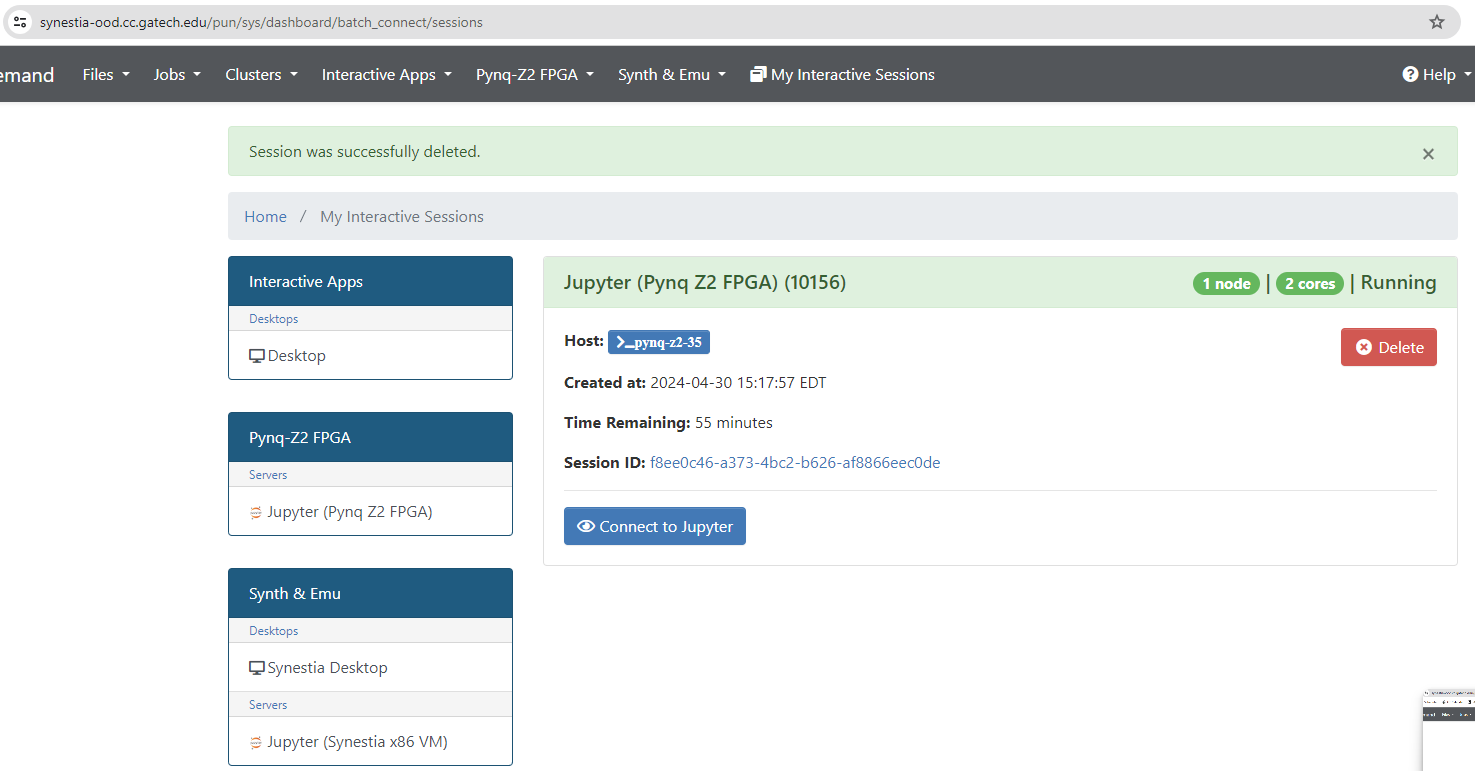 synestia-ood.cc.gatech.edu/pun/sys/dashboard/batch_connect/sessions
emand Files Jobs Clusters Interactive Apps Pynq-Z2 FPGA Synth & Emu My Interactive Sessions Help
Session was successfully deleted.
Home / My Interactive Sessions
Interactive Apps
Desktops
Desktop
Pynq-Z2 FPGA
Servers
Jupyter (Pynq Z2 FPGA)
Synth & Emu
Desktops
Synestia Desktop
Servers
Jupyter (Synestia x86 VM)
Jupyter (Pynq Z2 FPGA) (10156) 1 node | 2 cores | Running
Host: >_pynq-z2-35
Delete
Created at: 2024-04-30 15:17:57 EDT
Time Remaining: 55 minutes
Session ID: f8ee0c46-a373-4bc2-b626-af8866eec0de
Connect to Jupyter